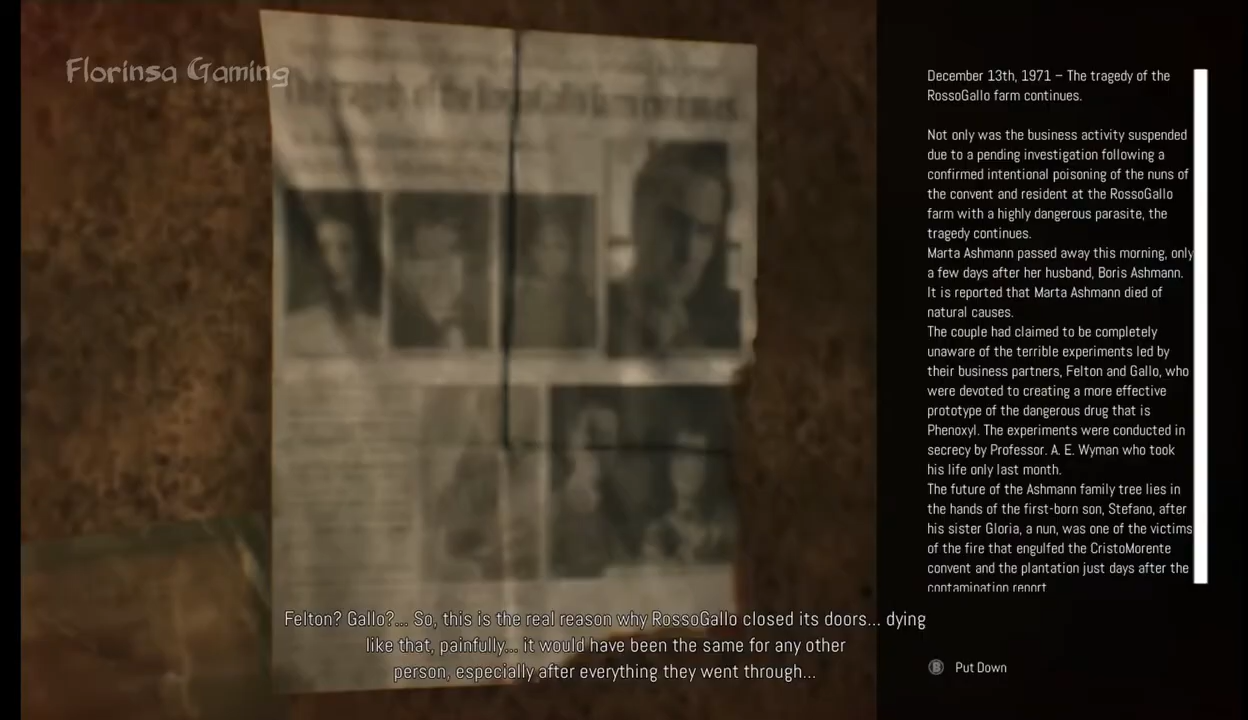 Florinsa Gaming
December 13th, 1971 – The tragedy of the
RossoGallo farm continues.
Not only was the business activity suspended
due to a pending investigation following a
confirmed intentional poisoning of the nuns of
the convent and resident at the RossoGallo
farm with a highly dangerous parasite, the
tragedy continues.
Marta Ashmann passed away this morning, only
a few days after her husband, Boris Ashmann.
It is reported that Marta Ashmann died of
natural causes.
The couple had claimed to be completely
unaware of the terrible experiments led by
their business partners, Felton and Gallo, who
were devoted to creating a more effective
prototype of the dangerous drug that is
Phenoxyl. The experiments were conducted in
secrecy by Professor. A. E. Wyman who took
his life only last month.
The future of the Ashmann family tree lies in
the hands of the first-born son, Stefano, after
his sister Gloria, a nun, was one of the victims
of the fire that engulfed the CristoMorente
convent and the plantation just days after the
contamination report
Felton? Gallo?... So, this is the real reason why RossoGallo closed its doors... dying
like that, painfully... it would have been the same for any other
person, especially after everything they went through...
B Put Down